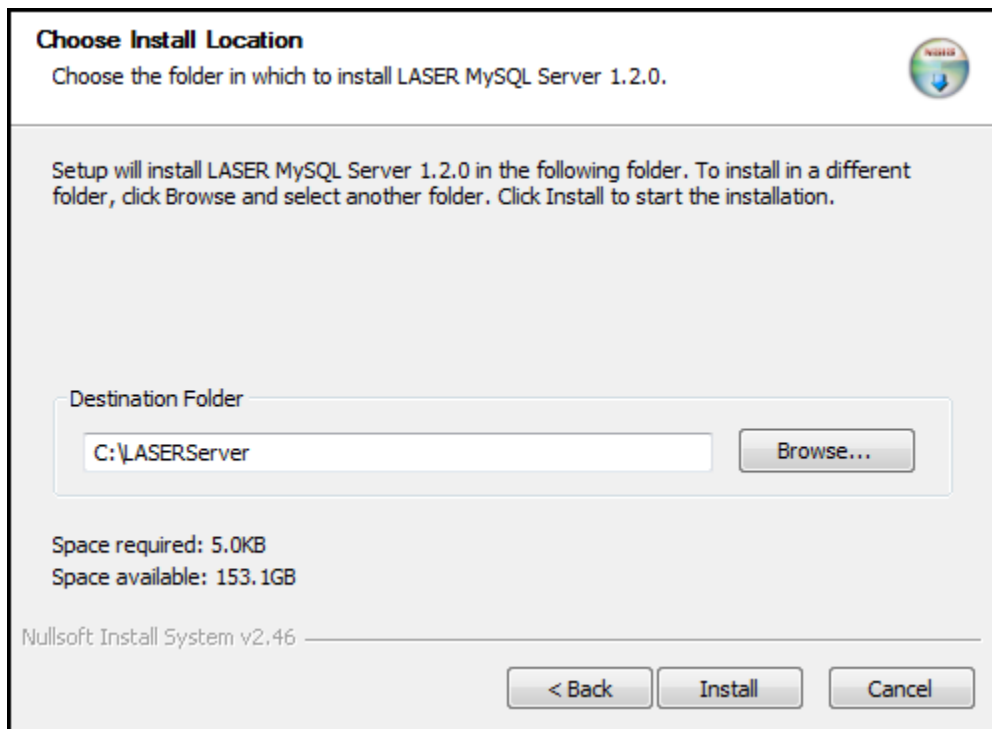 Choose Install Location
Choose the folder in which to install LASER MySQL Server 1.2.0.
Setup will install LASER MySQL Server 1.2.0 in the following folder. To install in a different
folder, click Browse and select another folder. Click Install to start the installation.
Destination Folder
C:\LASERServer
Browse...
Space required: 5.0KB
Space available: 153.1GB
Nullsoft Install System v2.46
< Back
Install
Cancel